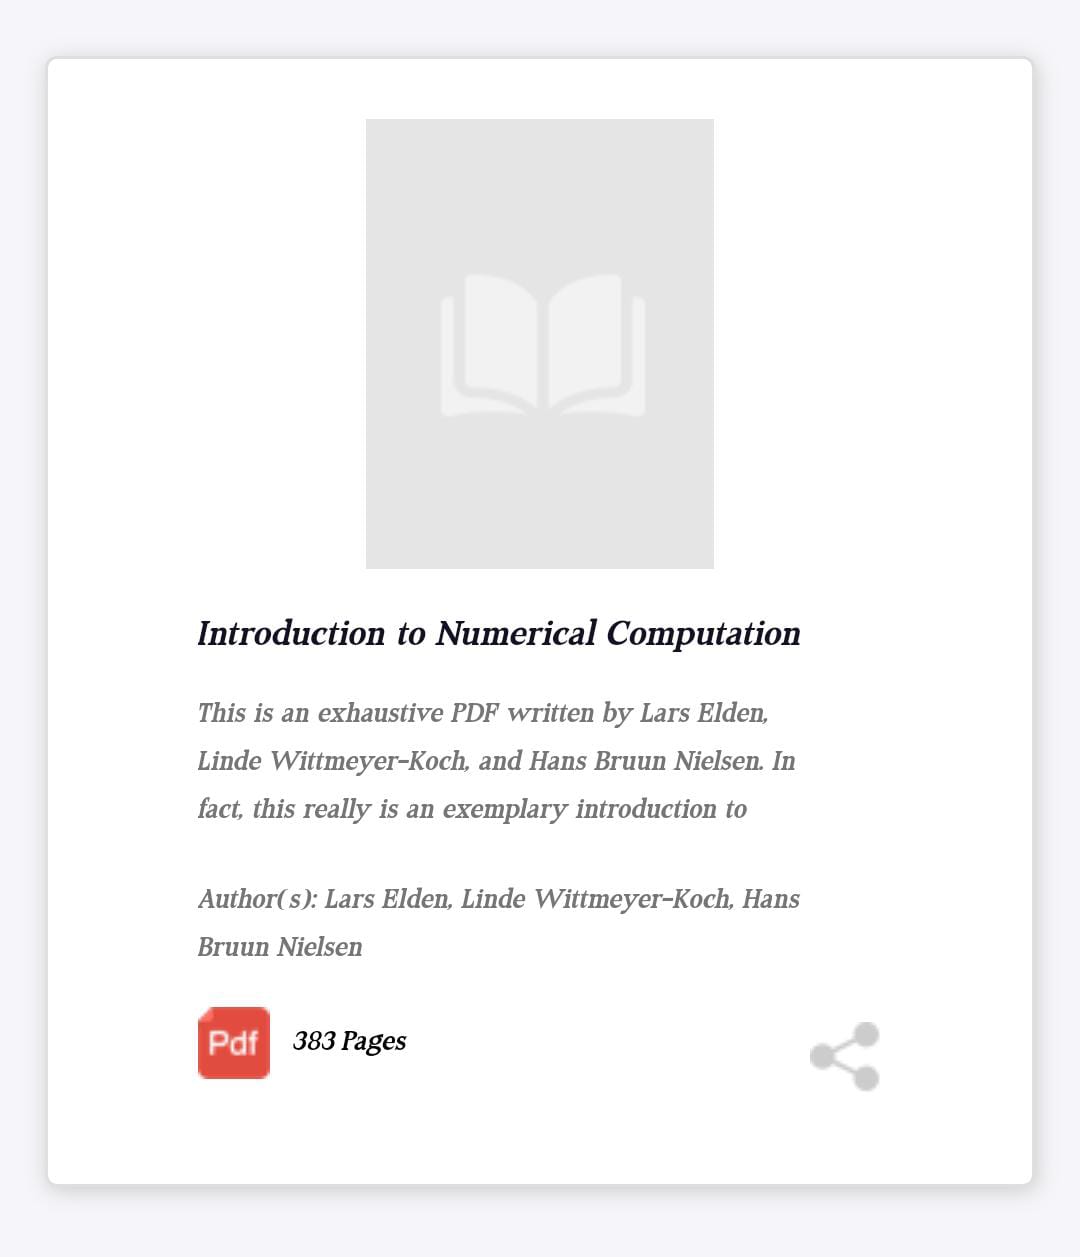 Introduction to Numerical Computation
This is an exhaustive PDF written by Lars Elden,
Linde Wittmeyer-Koch, and Hans Bruun Nielsen. In
fact, this really is an exemplary introduction to
Author(s): Lars Elden, Linde Wittmeyer-Koch, Hans
Bruun Nielsen
Pdf 383 Pages